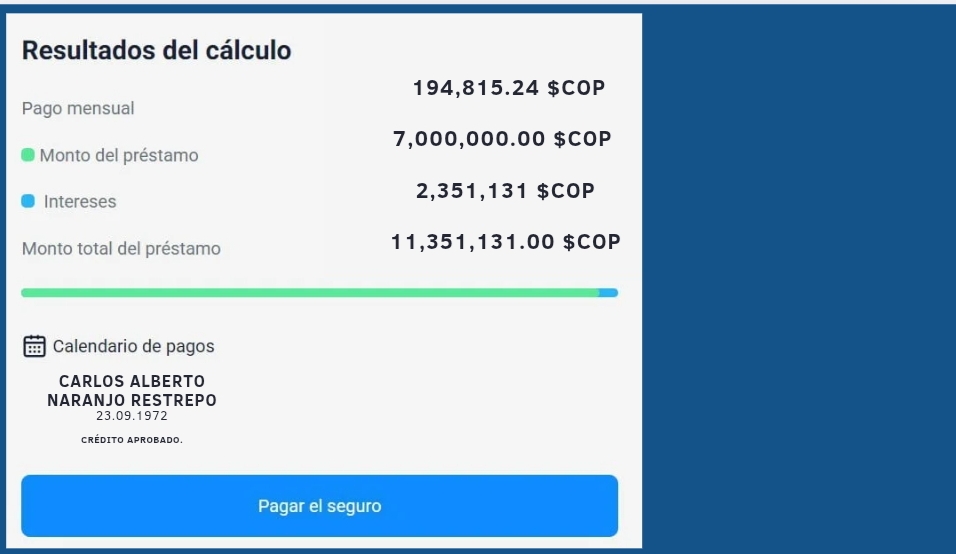 Resultados del cálculo
Pago mensual
194,815.24 $COP
Monto del préstamo
7,000,000.00 $COP
Intereses
2,351,131 $COP
Monto total del préstamo
11,351,131.00 $COP
Calendario de pagos
CARLOS ALBERTO
NARANJO RESTREPO
23.09.1972
CRÉDITO APROBADO.
Pagar el seguro